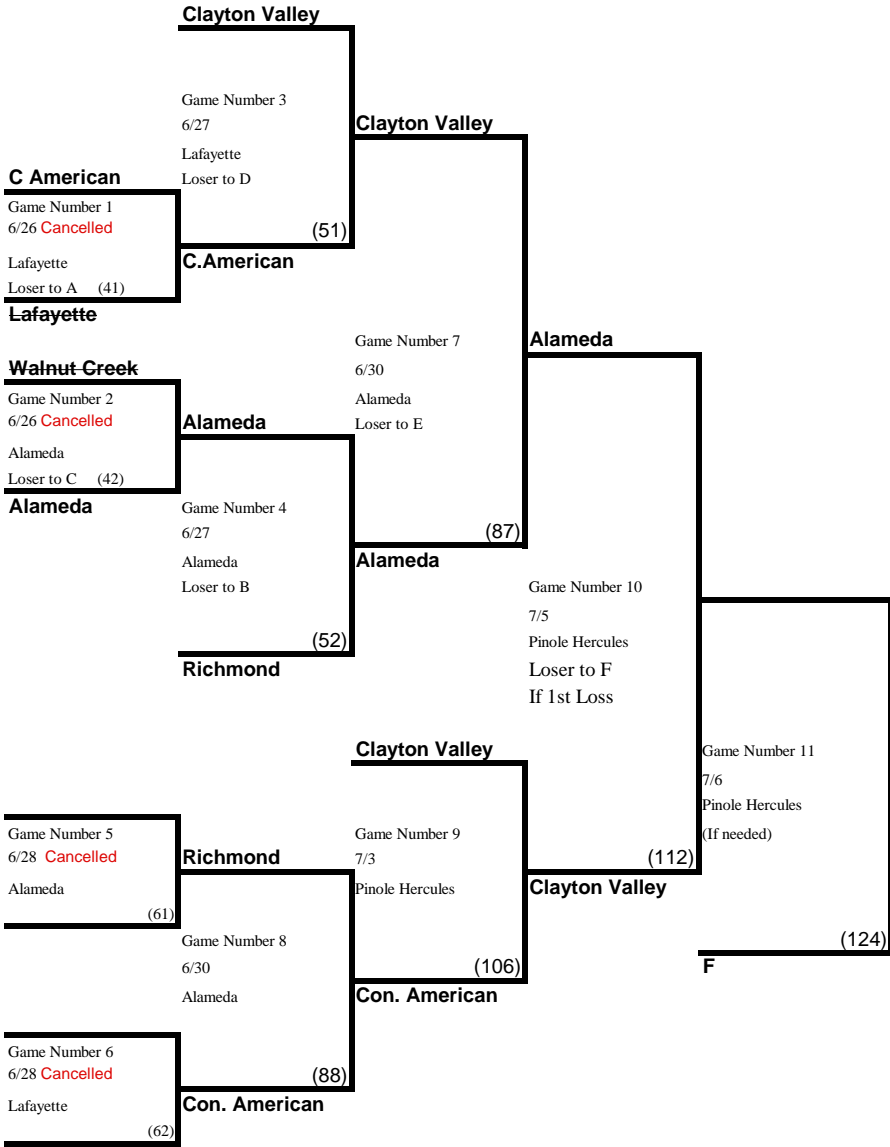 Clayton Valley
Game Number 3
6/27
Lafayette
Loser to D
(51)
C.American
C American
Game Number 1
6/26 Cancelled
Lafayette
Loser to A (41)
Lafayette
Clayton Valley
Walnut Creek
Game Number 2
6/26 Cancelled
Alameda
Loser to C (42)
Alameda
Alameda
Game Number 4
6/27
Alameda
Loser to B
(52)
Richmond
Game Number 7
6/30
Alameda
Loser to E
(87)
Alameda
Alameda
Game Number 10
7/5
Pinole Hercules
Loser to F
If 1st Loss
(112)
Clayton Valley
Clayton Valley
Game Number 9
7/3
Pinole Hercules
(106)
Con. American
Game Number 5
6/28 Cancelled
Alameda
(61)
Richmond
Game Number 8
6/30
Alameda
(88)
Con. American
Game Number 6
6/28 Cancelled
Lafayette
(62)
Game Number 11
7/6
Pinole Hercules
(If needed)
(124)
F